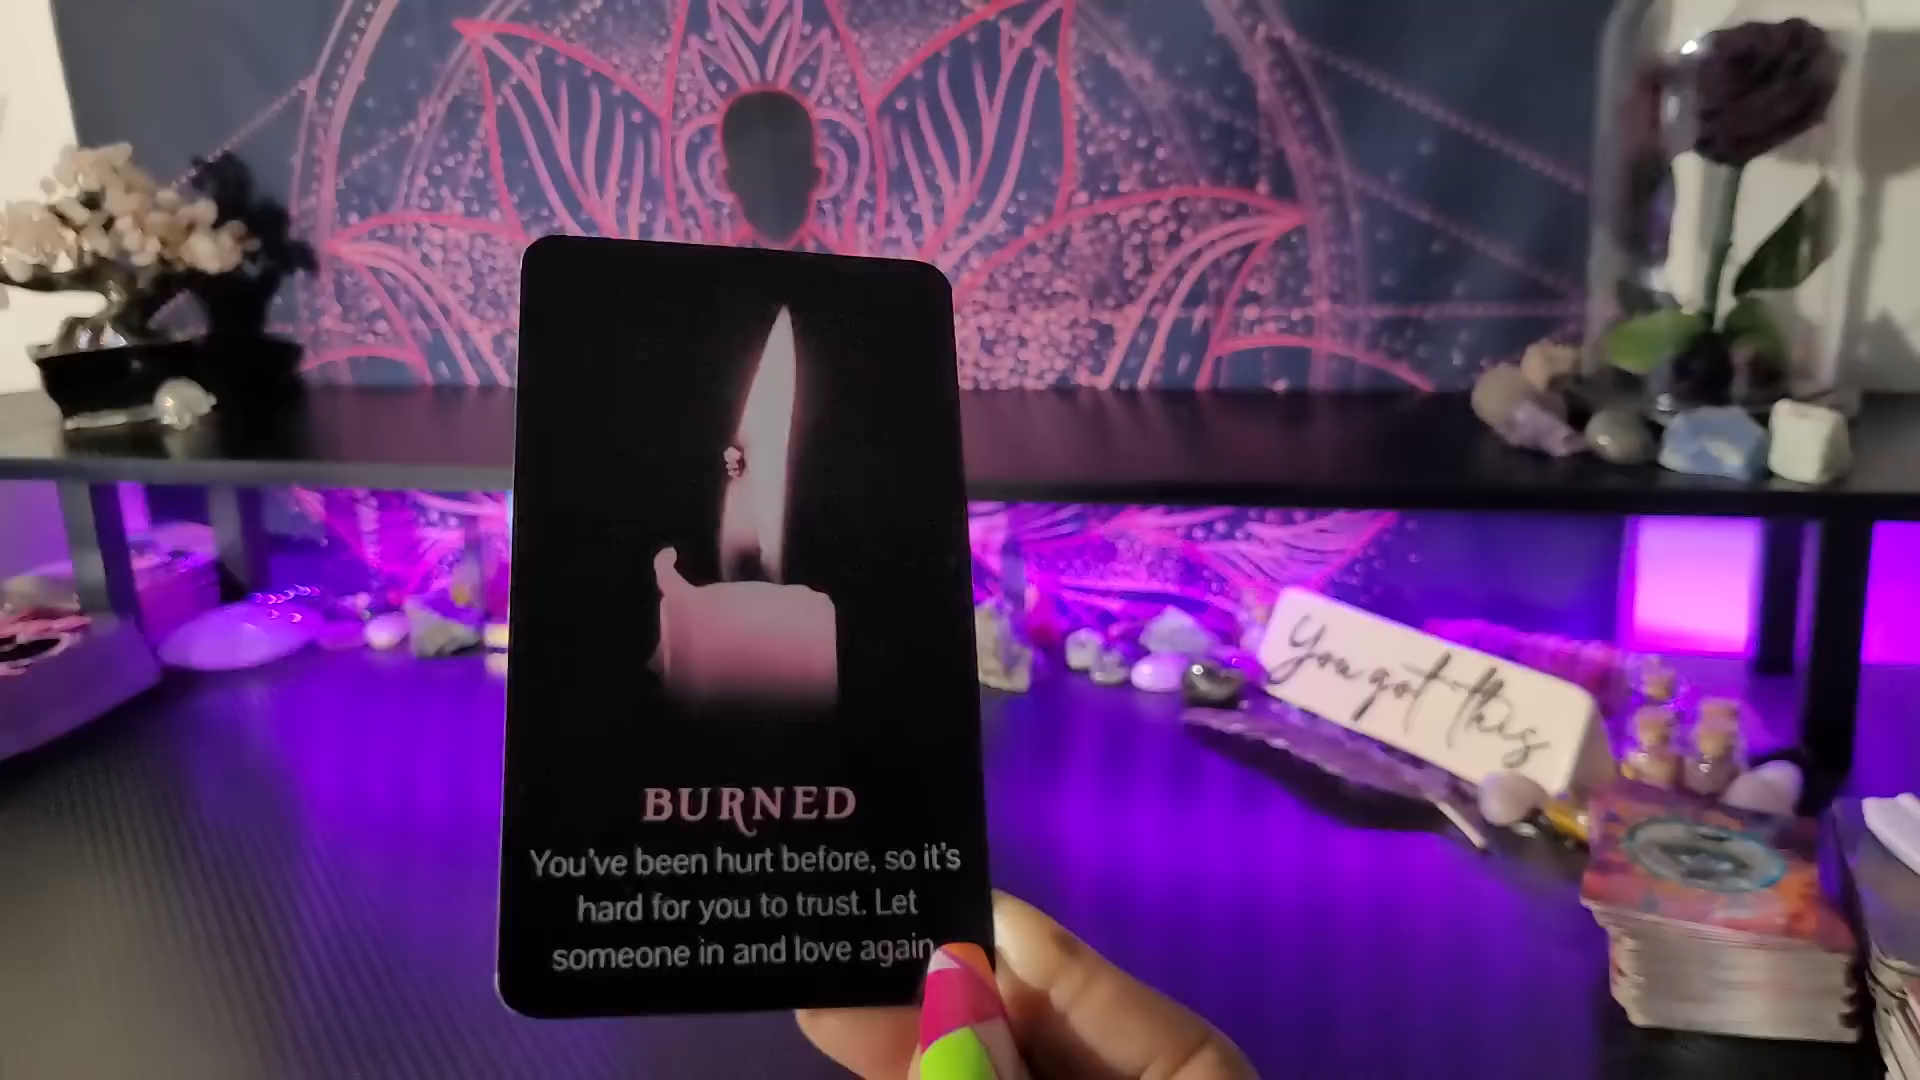 BURNED
You've been hurt before, so it's
hard for you to trust. Let
someone in and love again
You got this